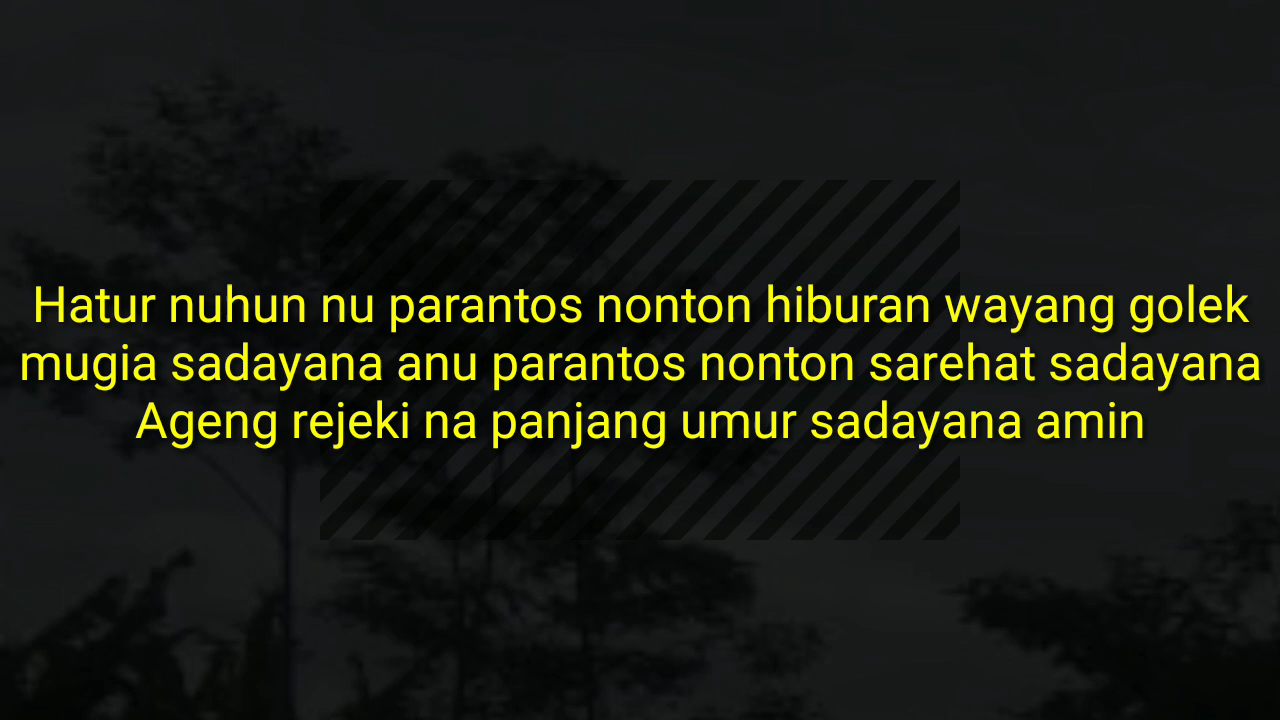 Hatur nuhun nu parantos nonton hiburan wayang golek
mugia sadayana anu parantos nonton sarehat sadayana
Ageng rejeki na panjang umur sadayana amin